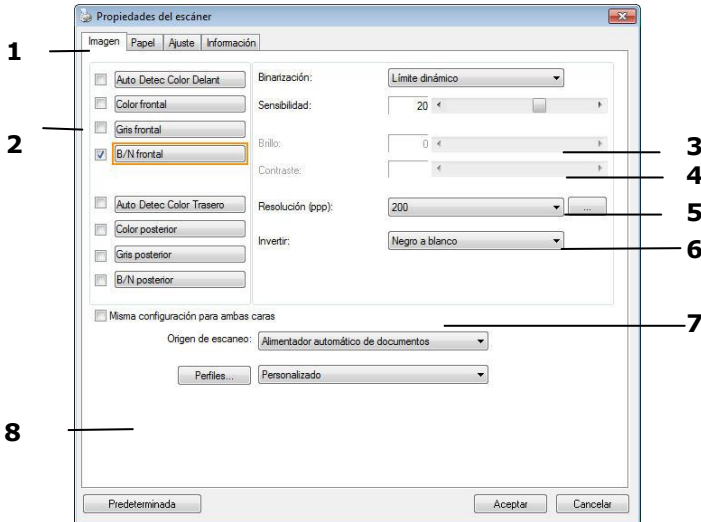 Propiedades del escáner
Imagen Papel Ajuste Información
1
Auto Detec Color Delant
Binarización: Límite dinámico
Color frontal
Sensibilidad: 20
Gris frontal
2
Brillo: 0
3
B/N frontal
Contraste:
4
Auto Detec Color Trasero
Resolución (ppp): 200 ...
5
Color posterior
Invertir: Negro a blanco
6
Gris posterior
B/N posterior
Misma configuración para ambas caras
7
Origen de escaneo: Alimentador automático de documentos
Perfiles... Personalizado
8
Predeterminada Aceptar Cancelar